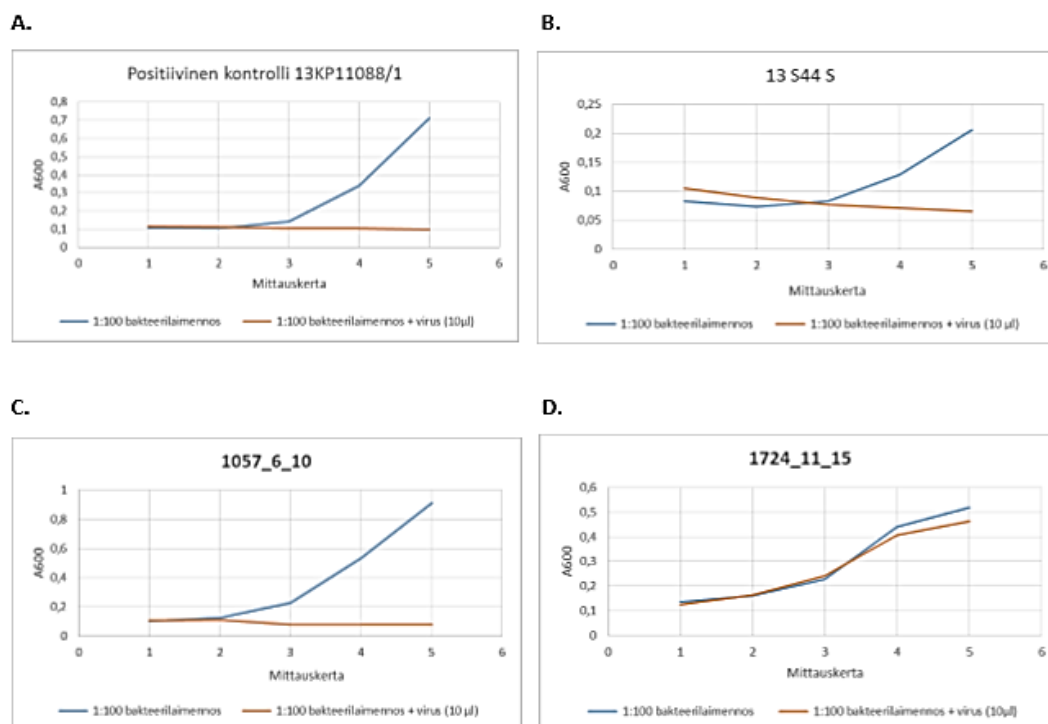 A.
Positiivinen kontrolli 13KP11088/1
0,8
0,7
0,6
0,5
0,4
0,3
0,2
0,1
0
A600
0 1 2 3 4 5 6
Mittauskerta
1:100 bakteerilaimennos 1:100 bakteerilaimennos + virus (10µl)
B.
13 S44 S
0,25
0,2
0,15
0,1
0,05
0
A600
0 1 2 3 4 5 6
Mittauskerta
1:100 bakteerilaimennos 1:100 bakteerilaimennos + virus (10 µl)
C.
1057_6_10
1
0,8
0,6
0,4
0,2
0
A600
0 1 2 3 4 5 6
Mittauskerta
1:100 bakteerilaimennos 1:100 bakteerilaimennos + virus (10 µl)
D.
1724_11_15
0,6
0,5
0,4
0,3
0,2
0,1
0
A600
0 1 2 3 4 5 6
Mittauskerta
1:100 bakteerilaimennos 1:100 bakteerilaimennos + virus (10µl)